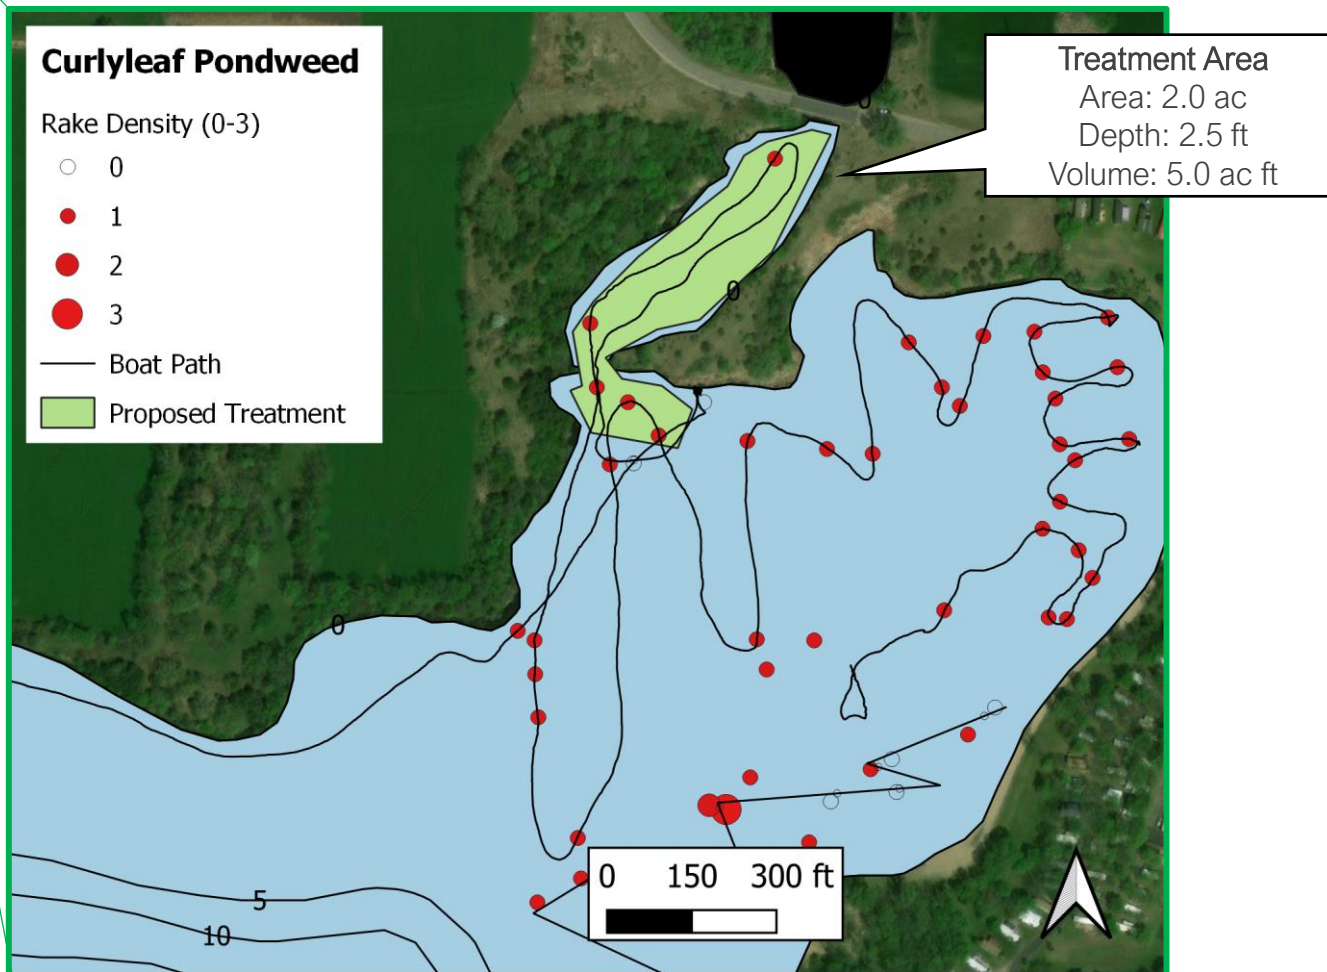 Curlyleaf Pondweed
Rake Density (0-3)
0
1
2
3
Boat Path
Proposed Treatment
Treatment Area
Area: 2.0 ac
Depth: 2.5 ft
Volume: 5.0 ac ft
0
0
0
5
10
0 150 300 ft